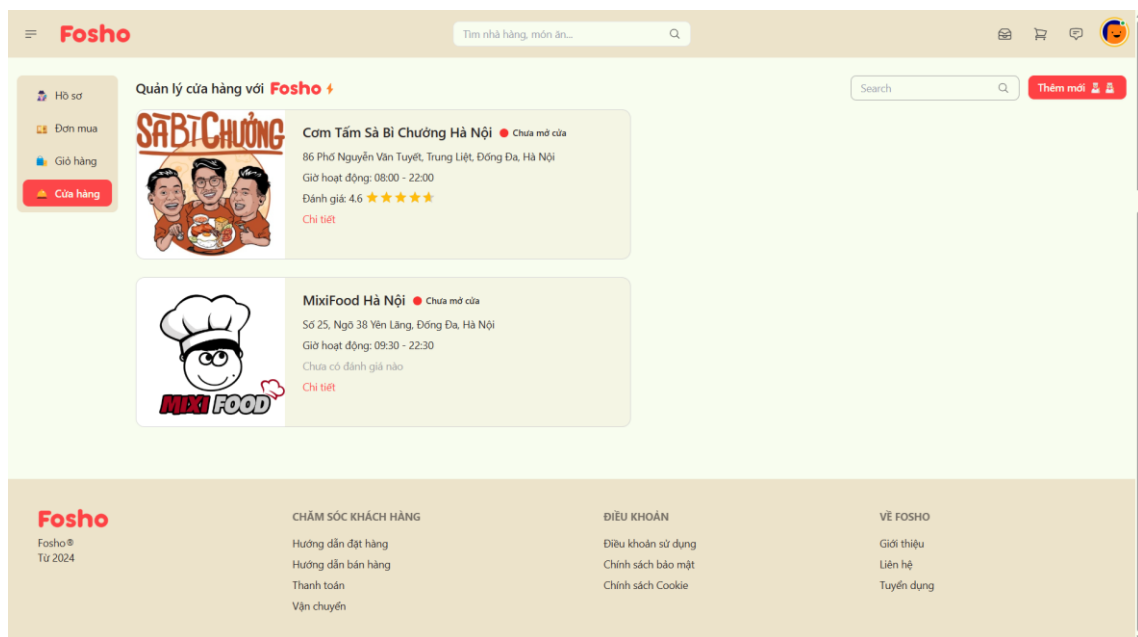 Fosho
Tìm nhà hàng, món ăn...
Hồ sơ
Đơn mua
Giỏ hàng
Cửa hàng
Quản lý cửa hàng với Fosho
Search
Thêm mới
SÀBÌCHƯỞNG
Cơm Tấm Sà Bì Chưởng Hà Nội Chưa mở cửa
86 Phố Nguyễn Văn Tuyết, Trung Liệt, Đống Đa, Hà Nội
Giờ hoạt động: 08:00 - 22:00
Đánh giá: 4.6
Chi tiết
MIXI FOOD
MixiFood Hà Nội Chưa mở cửa
Số 25, Ngõ 38 Yên Lãng, Đống Đa, Hà Nội
Giờ hoạt động: 09:30 - 22:30
Chưa có đánh giá nào
Chi tiết
Fosho
Fosho®
Từ 2024
CHĂM SÓC KHÁCH HÀNG
Hướng dẫn đặt hàng
Hướng dẫn bán hàng
Thanh toán
Vận chuyển
ĐIỀU KHOẢN
Điều khoản sử dụng
Chính sách bảo mật
Chính sách Cookie
VỀ FOSHO
Giới thiệu
Liên hệ
Tuyển dụng